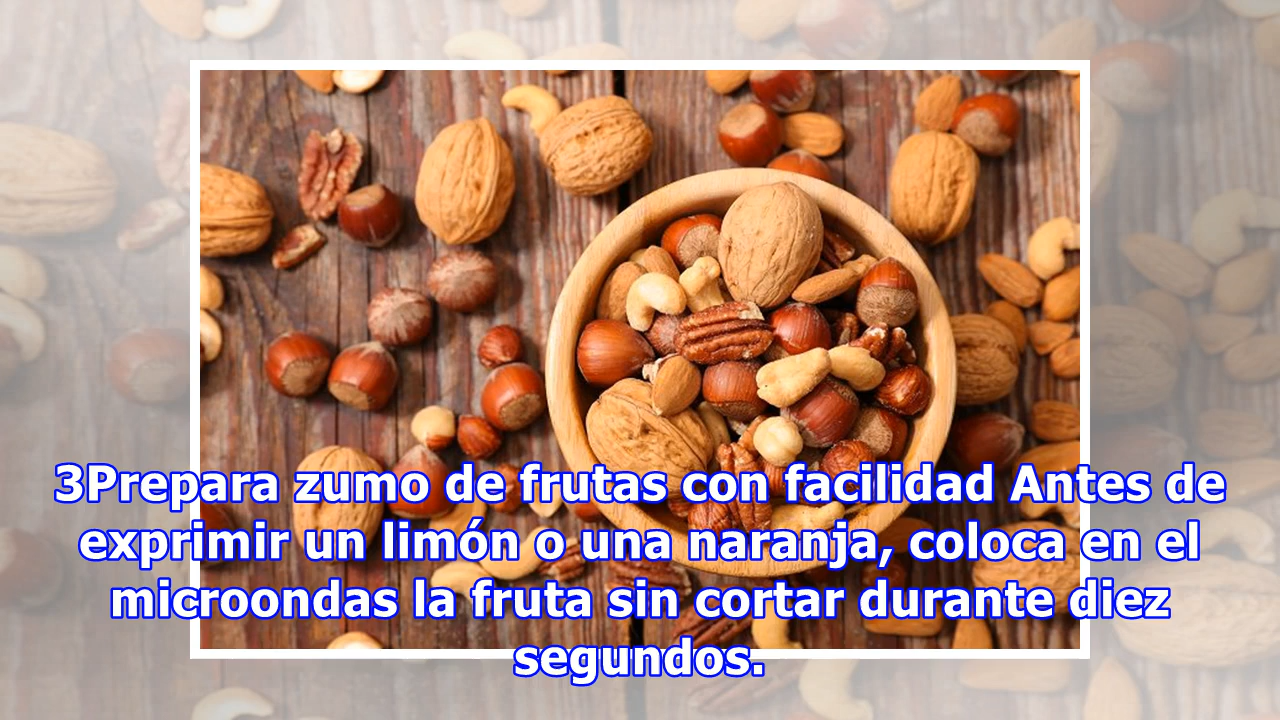 3Prepara zumo de frutas con facilidad Antes de
exprimir un limón o una naranja, coloca en el
microondas la fruta sin cortar durante diez
segundos.